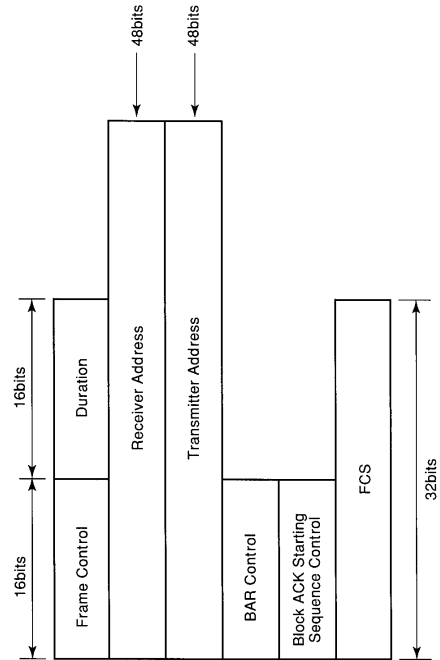 16bits
16bits
Frame Control
Duration
Receiver Address
48bits
Transmitter Address
48bits
BAR Control
Block ACK Starting
Sequence Control
FCS
32bits